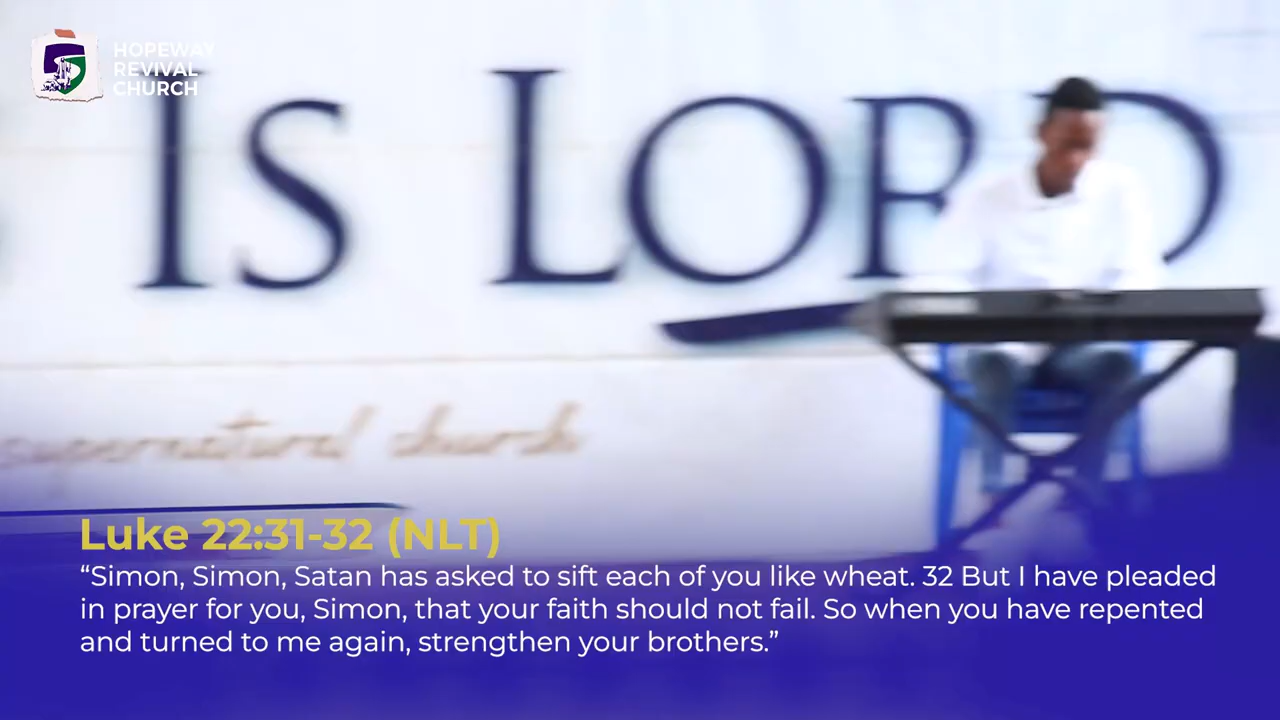 HOPEWAY
REVIVAL
CHURCH
IS LORD
supernatural church
Luke 22:31-32 (NLT)
“Simon, Simon, Satan has asked to sift each of you like wheat. 32 But I have pleaded
in prayer for you, Simon, that your faith should not fail. So when you have repented
and turned to me again, strengthen your brothers.”